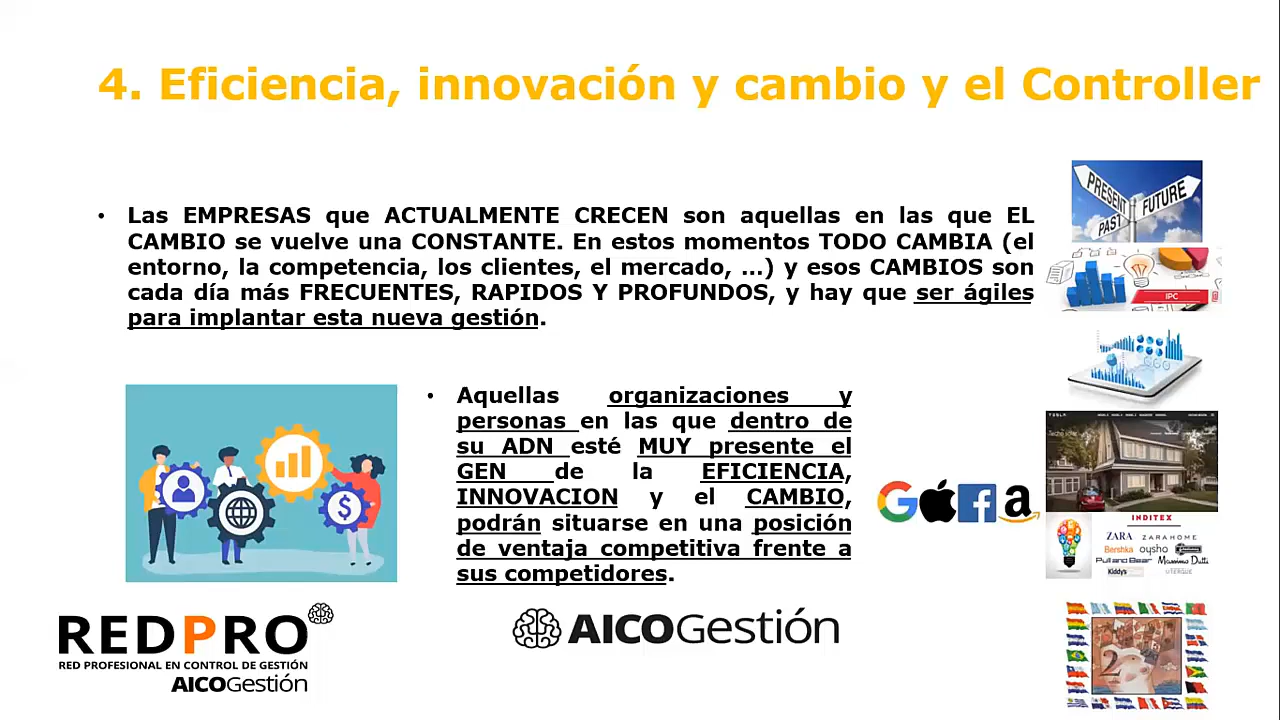 4. Eficiencia, innovación y cambio y el Controller
• Las EMPRESAS que ACTUALMENTE CRECEN son aquellas en las que EL
CAMBIO se vuelve una CONSTANTE. En estos momentos TODO CAMBIA (el
entorno, la competencia, los clientes, el mercado, …) y esos CAMBIOS son
cada día más FRECUENTES, RAPIDOS Y PROFUNDOS, y hay que ser ágiles
para implantar esta nueva gestión.
PRESENT
FUTURE
PAST
IPC
• Aquellas organizaciones y
personas en las que dentro de
su ADN esté MUY presente el
GEN de la EFICIENCIA,
INNOVACION y el CAMBIO,
podrán situarse en una posición
de ventaja competitiva frente a
sus competidores.
TESLA
INDITEX
ZARA ZARAHOME
Bershka oysho
Pull and Bear Massimo Dutti
Kiddy's UTERQÜE
REDPRO
RED PROFESIONAL EN CONTROL DE GESTIÓN
AICOGestión
AICOGestión
2